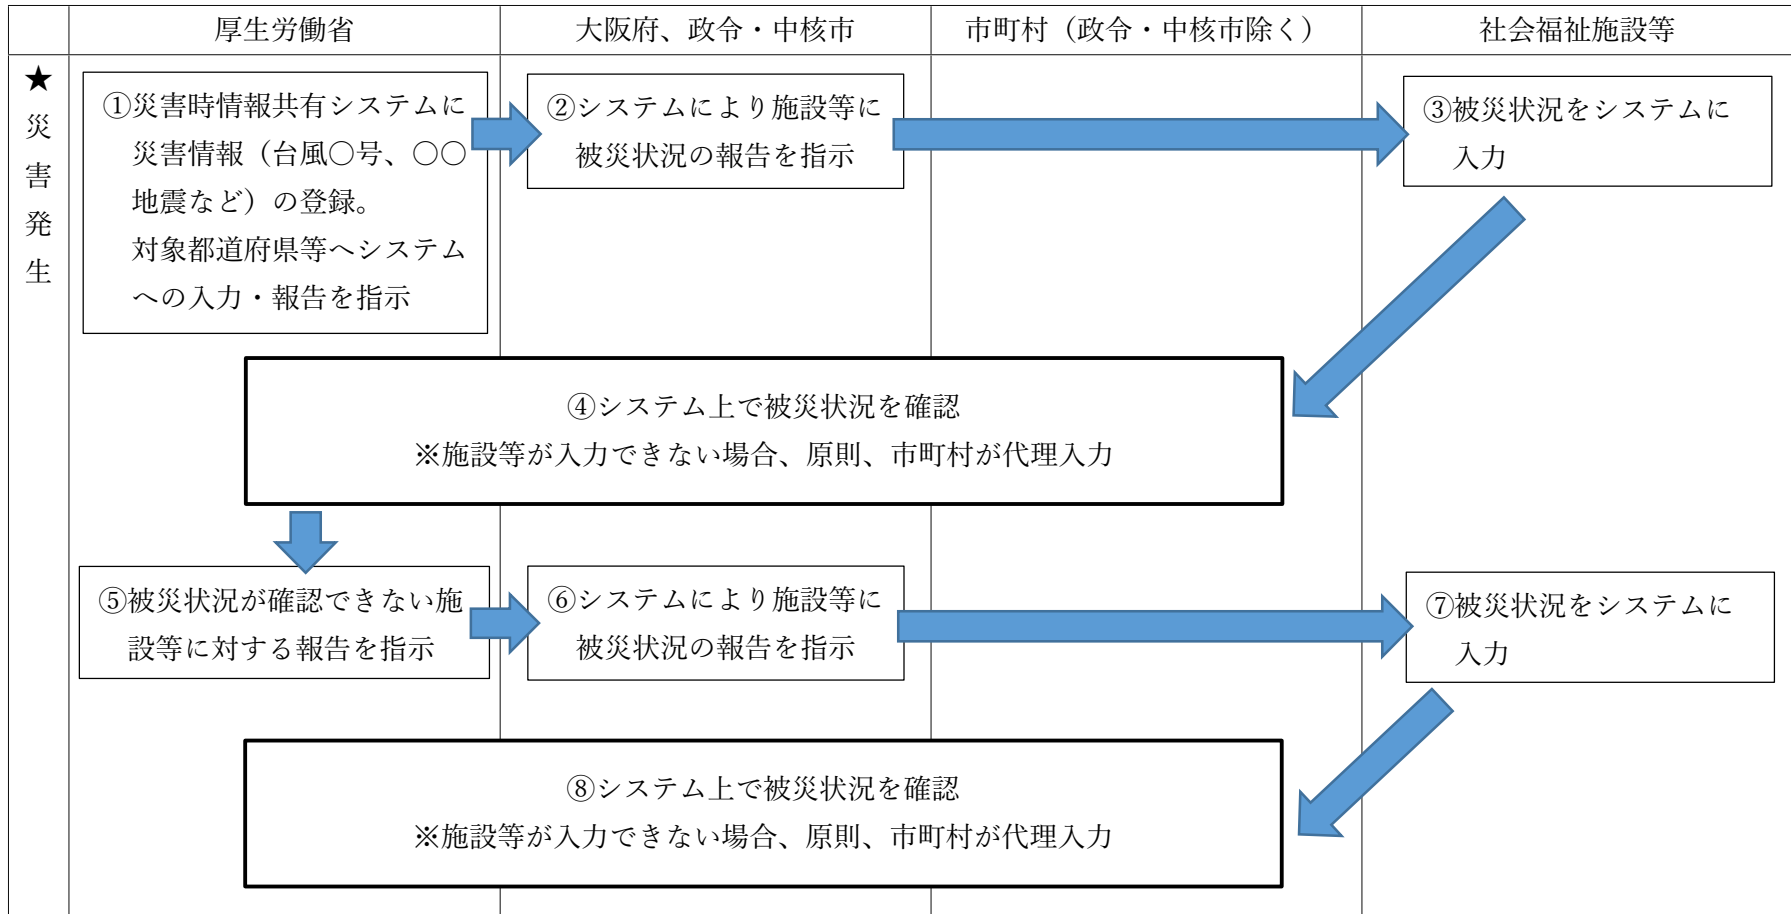 厚生労働省
大阪府、政令・中核市
市町村（政令・中核市除く）
社会福祉施設等
★災害発生
①災害時情報共有システムに
災害情報（台風○号、○○
地震など）の登録。
対象都道府県等へシステム
への入力・報告を指示
②システムにより施設等に
被災状況の報告を指示
③被災状況をシステムに
入力
④システム上で被災状況を確認
※施設等が入力できない場合、原則、市町村が代理入力
⑤被災状況が確認できない施
設等に対する報告を指示
⑥システムにより施設等に
被災状況の報告を指示
⑦被災状況をシステムに
入力
⑧システム上で被災状況を確認
※施設等が入力できない場合、原則、市町村が代理入力